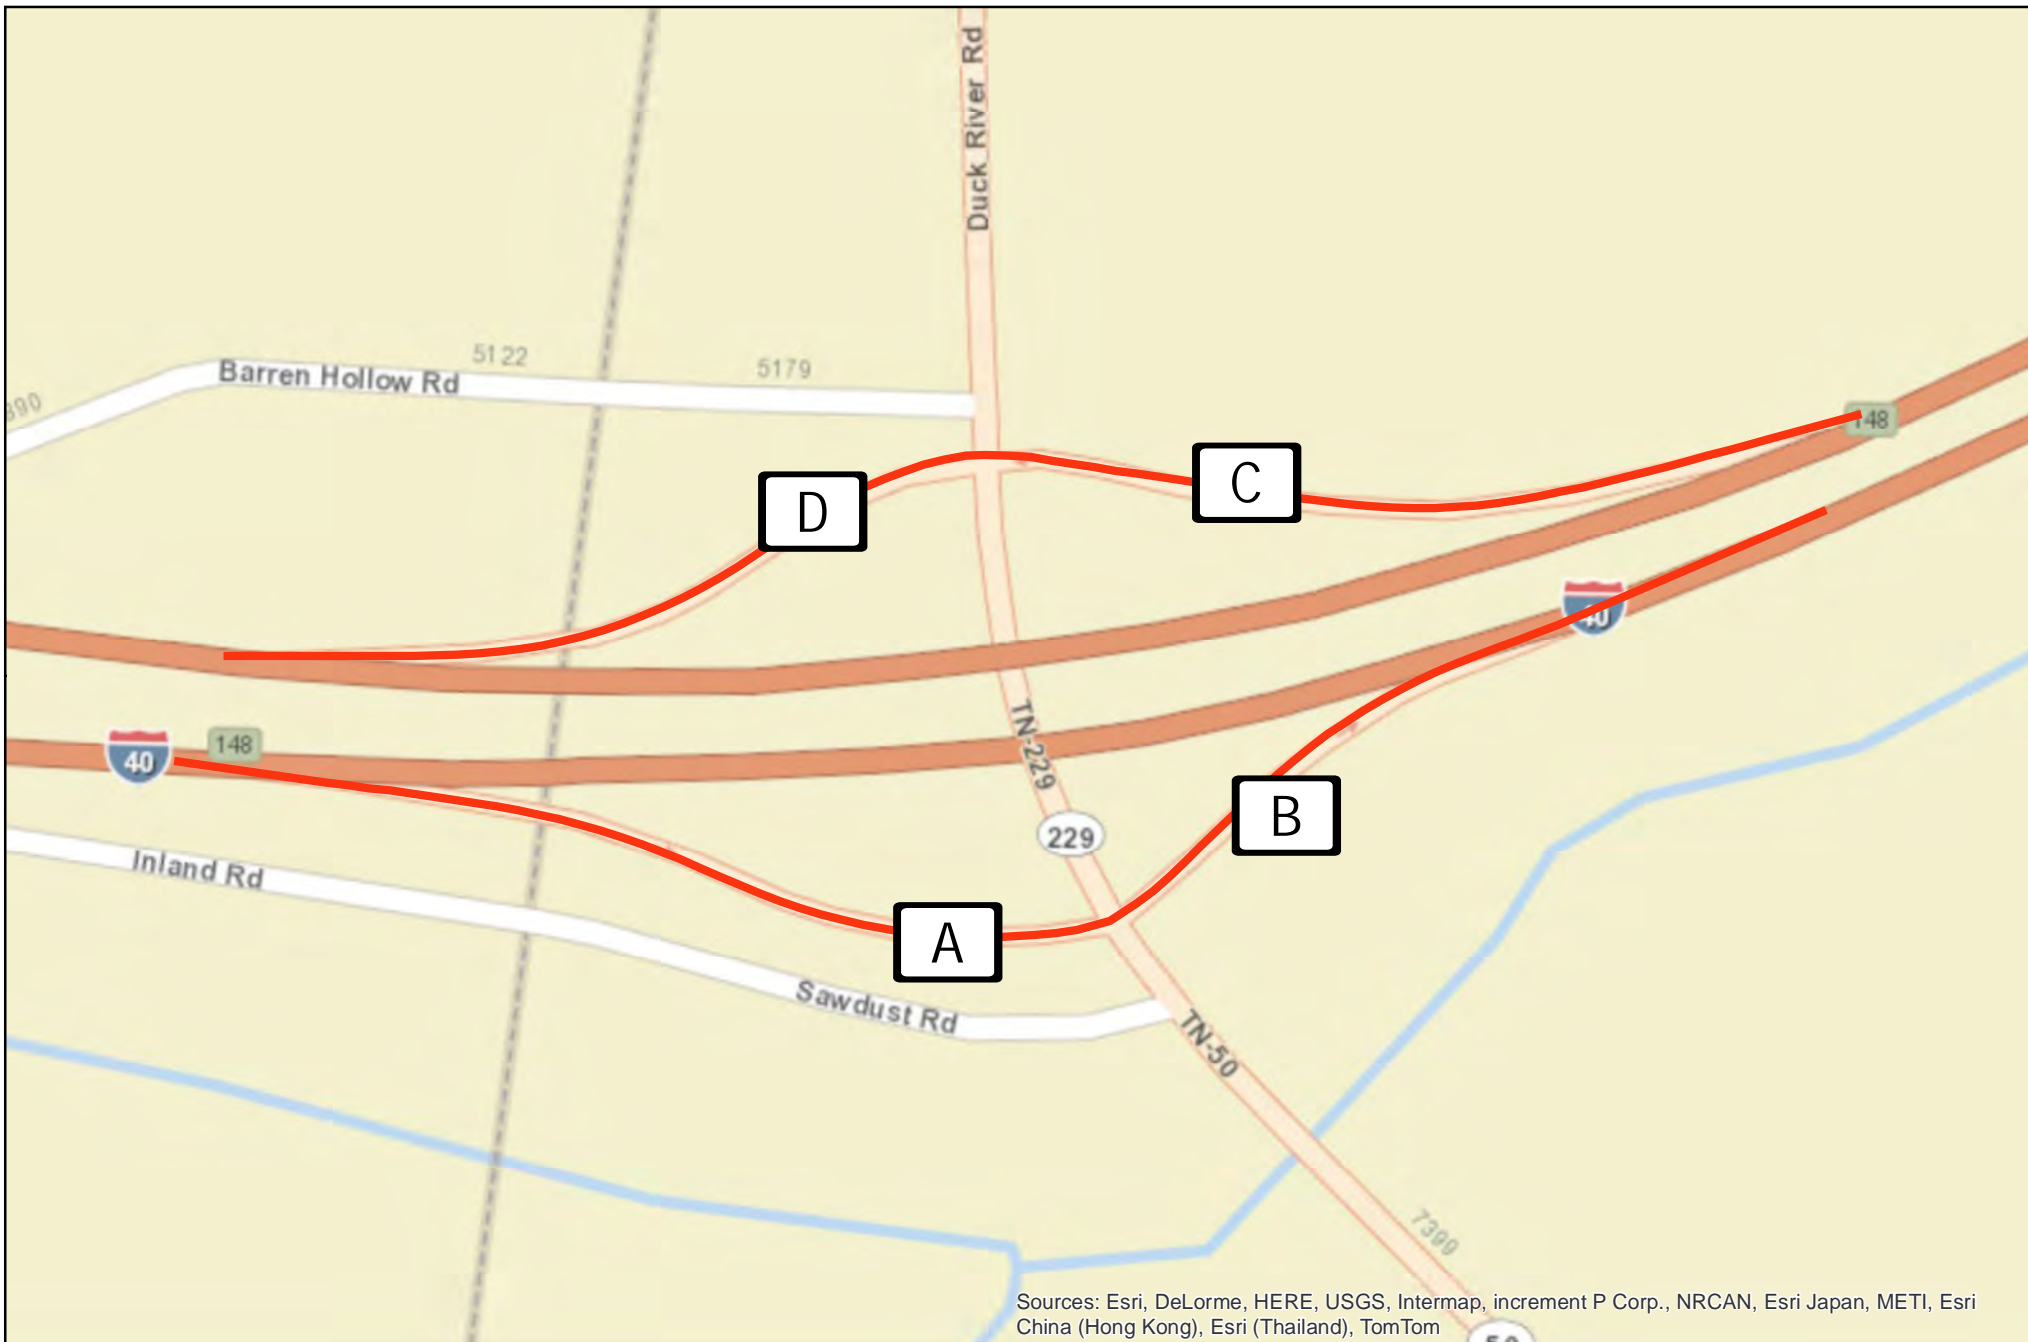 Duck River Rd
5122
5179
Barren Hollow Rd
148
C
D
40
TN-229
148
40
B
229
Inland Rd
A
Sawdust Rd
TN-50
7399
Sources: Esri, DeLorme, HERE, USGS, Intermap, increment P Corp., NRCAN, Esri Japan, METI, Esri
China (Hong Kong), Esri (Thailand), TomTom